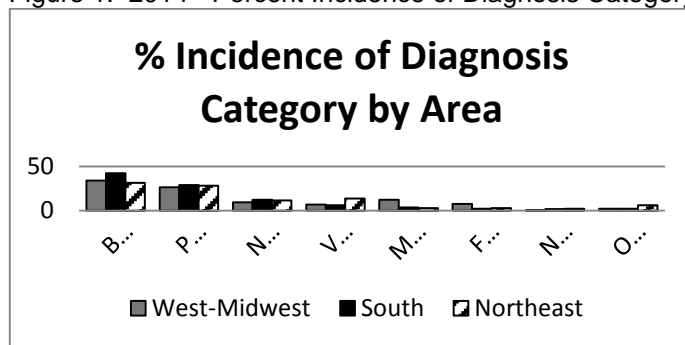 Figure 1. 2014 - Percent Incidence of Diagnosis Category
% Incidence of Diagnosis
Category by Area
50
0
B...
P...
N...
V...
M...
F...
N...
O...
West-Midwest South Northeast